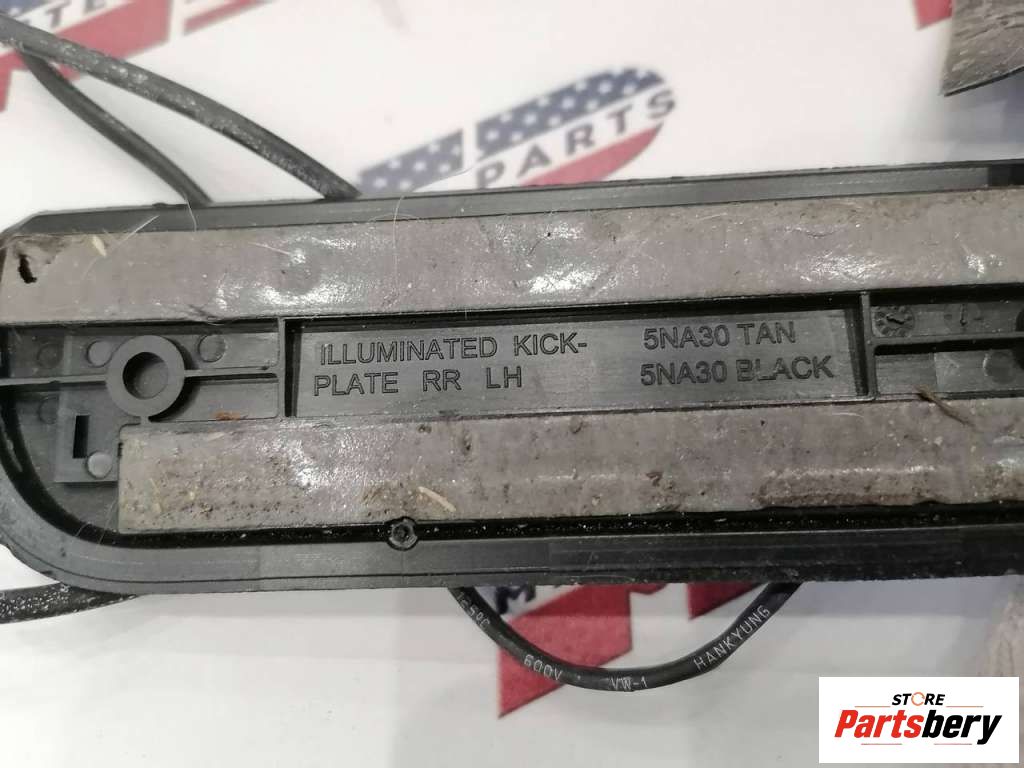 PARTS
ILLUMINATED KICK-
PLATE RR LH
5NA30 TAN
5NA30 BLACK
600V VW-1 HANKYUNG
STORE
Partsbery